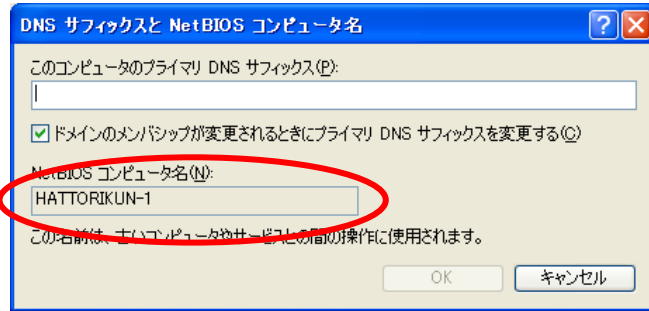 DNS サフィックスと NetBIOS コンピュータ名
このコンピュータのプライマリ DNS サフィックス(P):
ドメインのメンバシップが変更されるときにプライマリ DNS サフィックスを変更する(C)
NetBIOS コンピュータ名(N):
HATTORIKUN-1
この名前は、古いコンピュータやサービスとの間の操作に使用されます。
OK キャンセル